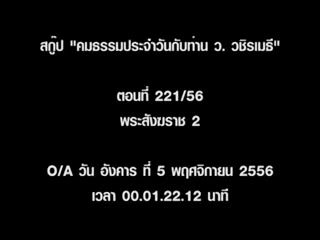 สกู๊ป "คมธรรมประจำวันกับท่าน ว. วชิรเมธี"
ตอนที่ 221/56
พระสังฆราช 2
O/A วัน อังคาร ที่ 5 พฤศจิกายน 2556
เวลา 00.01.22.12 นาที